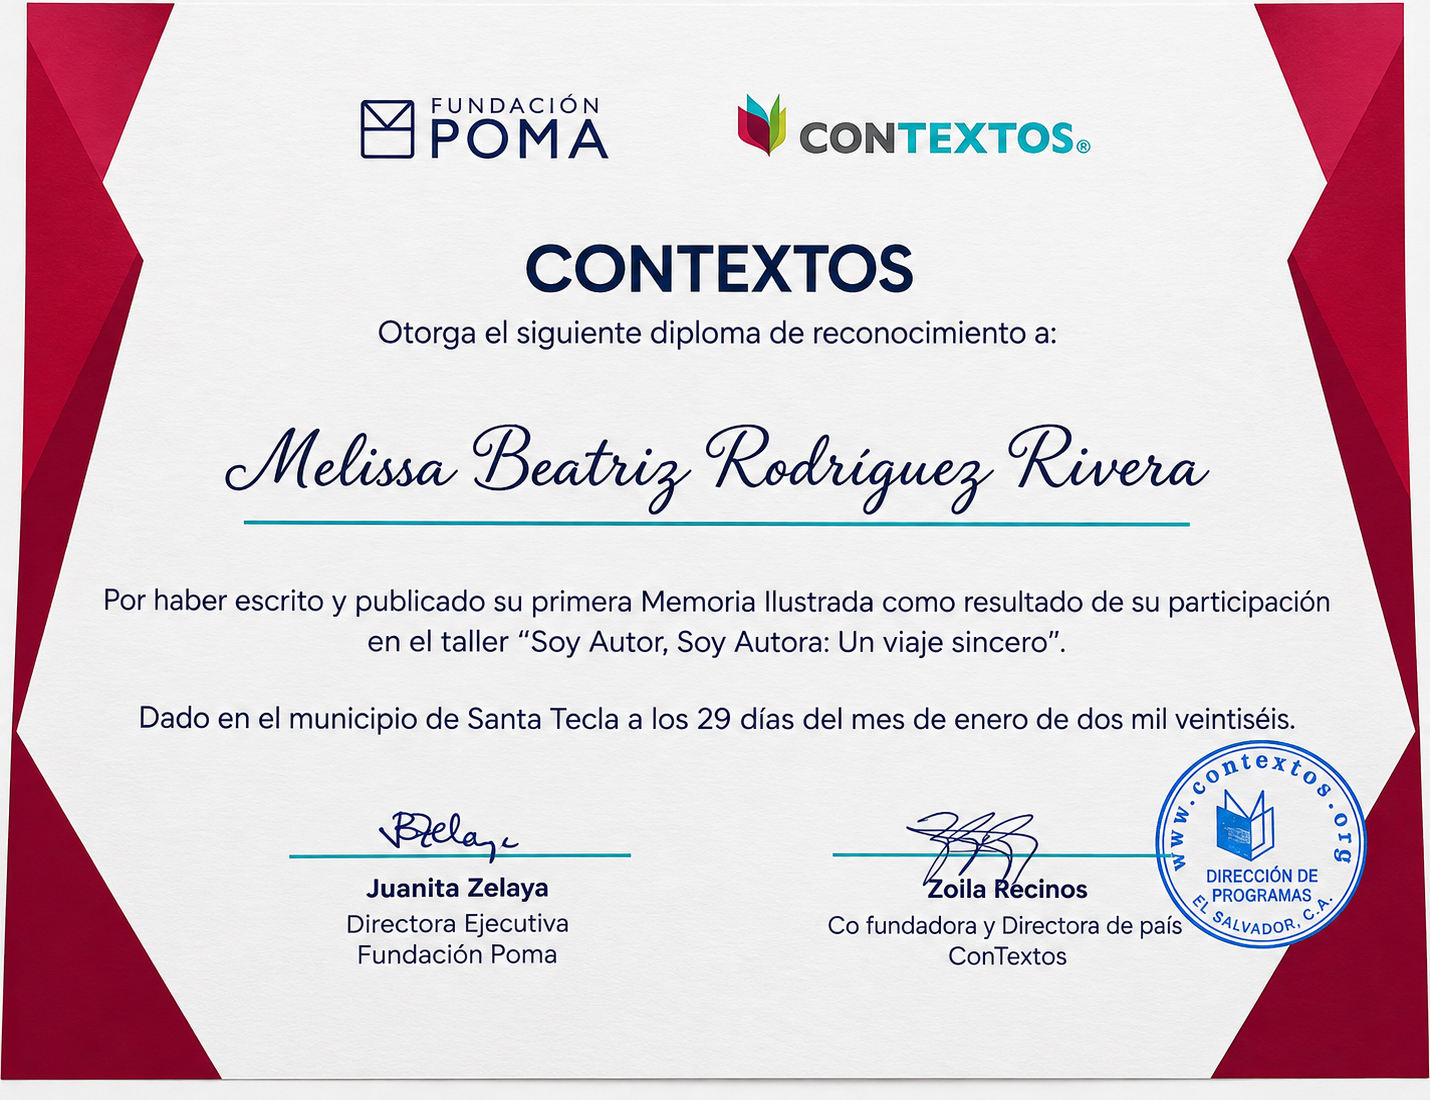 FUNDACIÓN
POMA
CONTEXTOS®
CONTEXTOS
Otorga el siguiente diploma de reconocimiento a:
Melissa Beatriz Rodríguez Rivera
Por haber escrito y publicado su primera Memoria Ilustrada como resultado de su participación
en el taller “Soy Autor, Soy Autora: Un viaje sincero”.
Dado en el municipio de Santa Tecla a los 29 días del mes de enero de dos mil veintiséis.
Juanita Zelaya
Directora Ejecutiva
Fundación Poma
Zoila Recinos
Co fundadora y Directora de país
ConTextos
www.contextos.org
DIRECCIÓN DE
PROGRAMAS
EL SALVADOR, C.A.